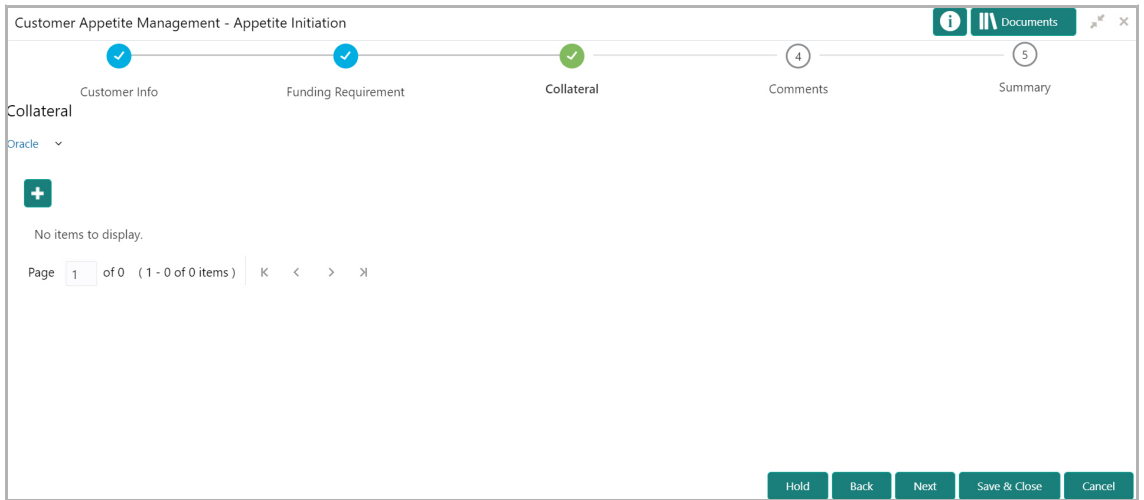 Customer Appetite Management - Appetite Initiation
Documents
4
5
Customer Info
Funding Requirement
Collateral
Comments
Summary
Collateral
Oracle
No items to display.
Page 1 of 0 ( 1 - 0 of 0 items )
Hold
Back
Next
Save & Close
Cancel